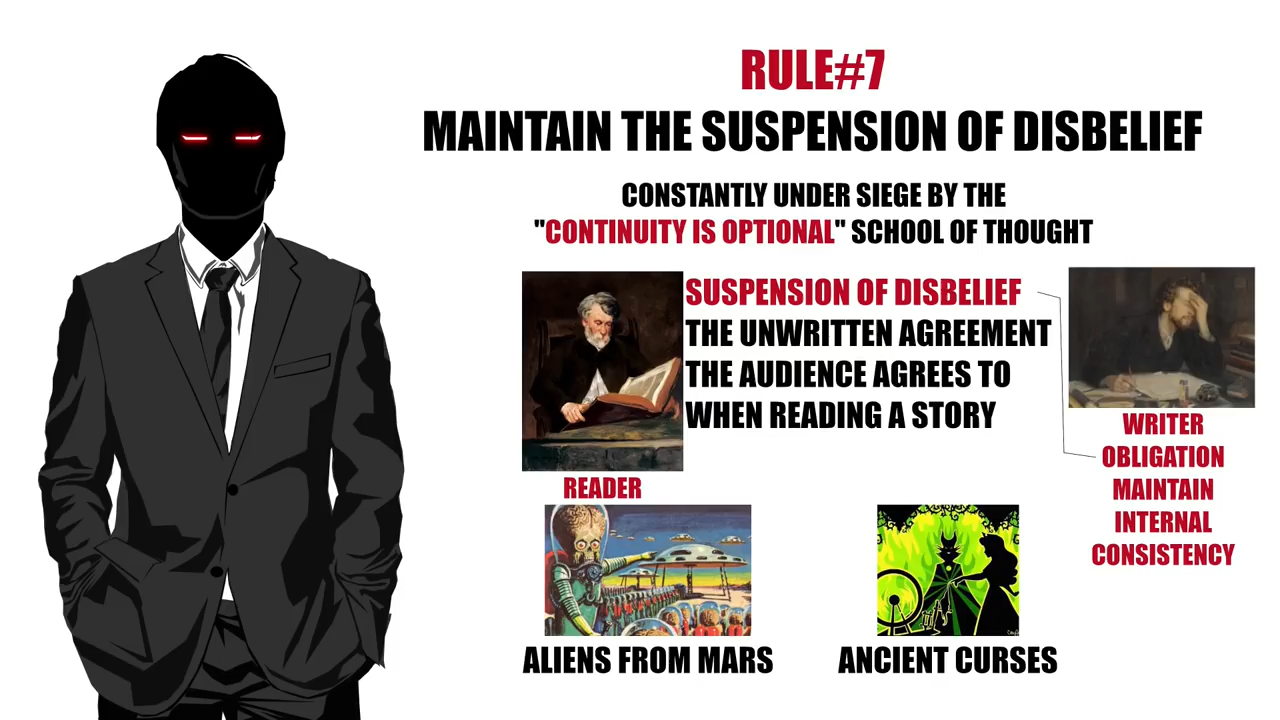 RULE#7
MAINTAIN THE SUSPENSION OF DISBELIEF
CONSTANTLY UNDER SIEGE BY THE
"CONTINUITY IS OPTIONAL" SCHOOL OF THOUGHT
SUSPENSION OF DISBELIEF
THE UNWRITTEN AGREEMENT
THE AUDIENCE AGREES TO
WHEN READING A STORY
READER
WRITER
OBLIGATION
MAINTAIN
INTERNAL
CONSISTENCY
ALIENS FROM MARS
ANCIENT CURSES